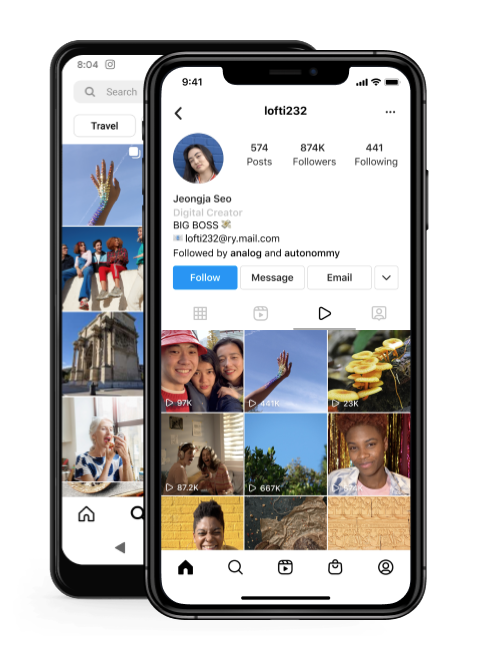 8:04
Search
Travel
9:41
lofti232
574 874K 441
Posts Followers Following
Jeongja Seo
Digital Creator
BIG BOSS 💸
📧 lofti232@ry.mail.com
Followed by analog and autonommy
Follow Message Email
97K 441K 23K
87.2K 667K